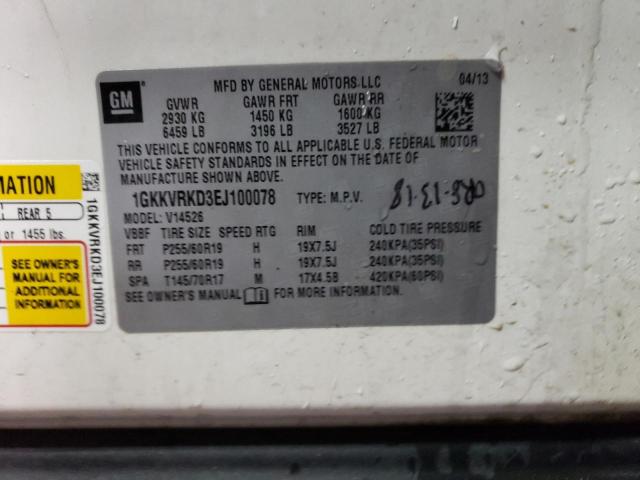 GM
MFD BY GENERAL MOTORS LLC
04/13
GVWR GAWR FRT GAWR RR
2930 KG 1450 KG 1600 KG
6459 LB 3196 LB 3527 LB
THIS VEHICLE CONFORMS TO ALL APPLICABLE U.S. FEDERAL MOTOR
VEHICLE SAFETY STANDARDS IN EFFECT ON THE DATE OF
MANUFACTURE SHOWN ABOVE.
1GKKVRKD3EJ100078 TYPE: M.P.V.
MODEL: V14526
VBBF TIRE SIZE SPEED RTG RIM COLD TIRE PRESSURE
FRT P255/60R19 H 19X7.5J 240KPA(35PSI)
RR P255/60R19 H 19X7.5J 240KPA(35PSI)
SPA T145/70R17 M 17X4.5B 420KPA(60PSI)
SEE OWNER'S MANUAL FOR MORE INFORMATION.
MATION
REAR 5
or 1455 lbs.
SEE OWNER'S
MANUAL FOR
ADDITIONAL
INFORMATION
1GKKVRKD3EJ100078